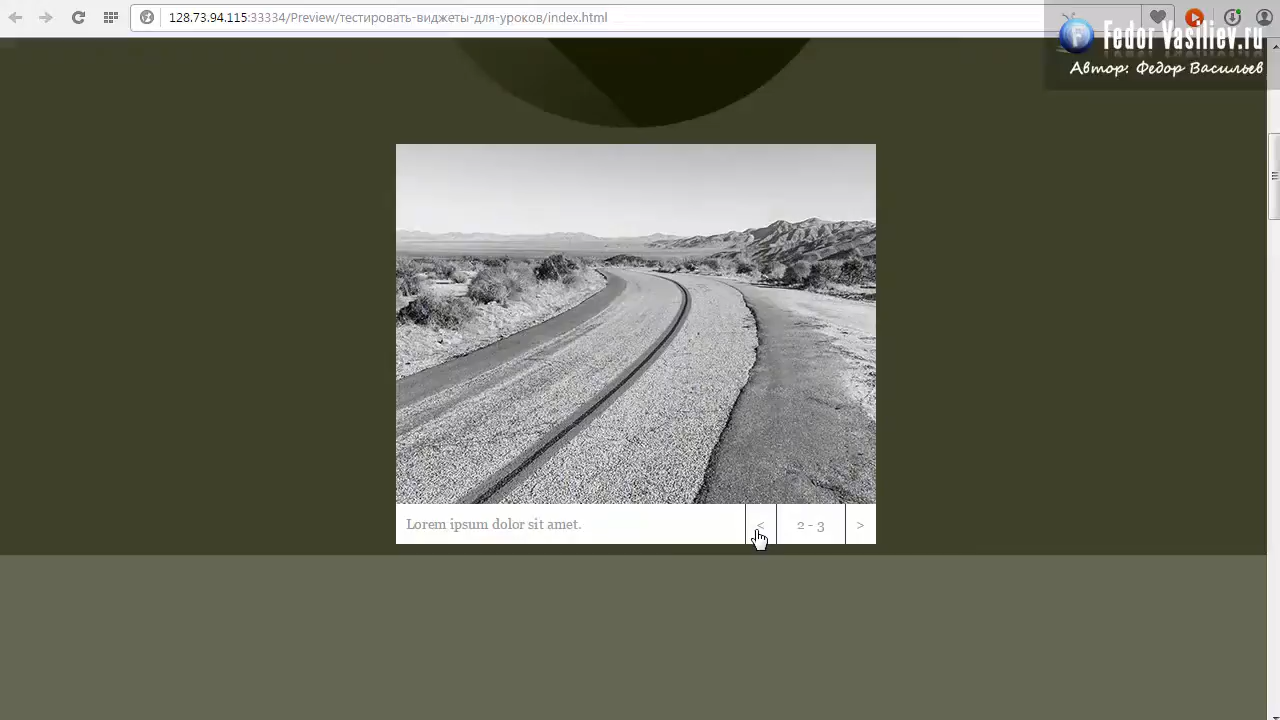 128.73.94.115:33334/Preview/тестировать-виджеты-для-уроков/index.html
Fedor Vasiliev.ru
Автор: Федор Васильев
Lorem ipsum dolor sit amet.
< 2 - 3 >